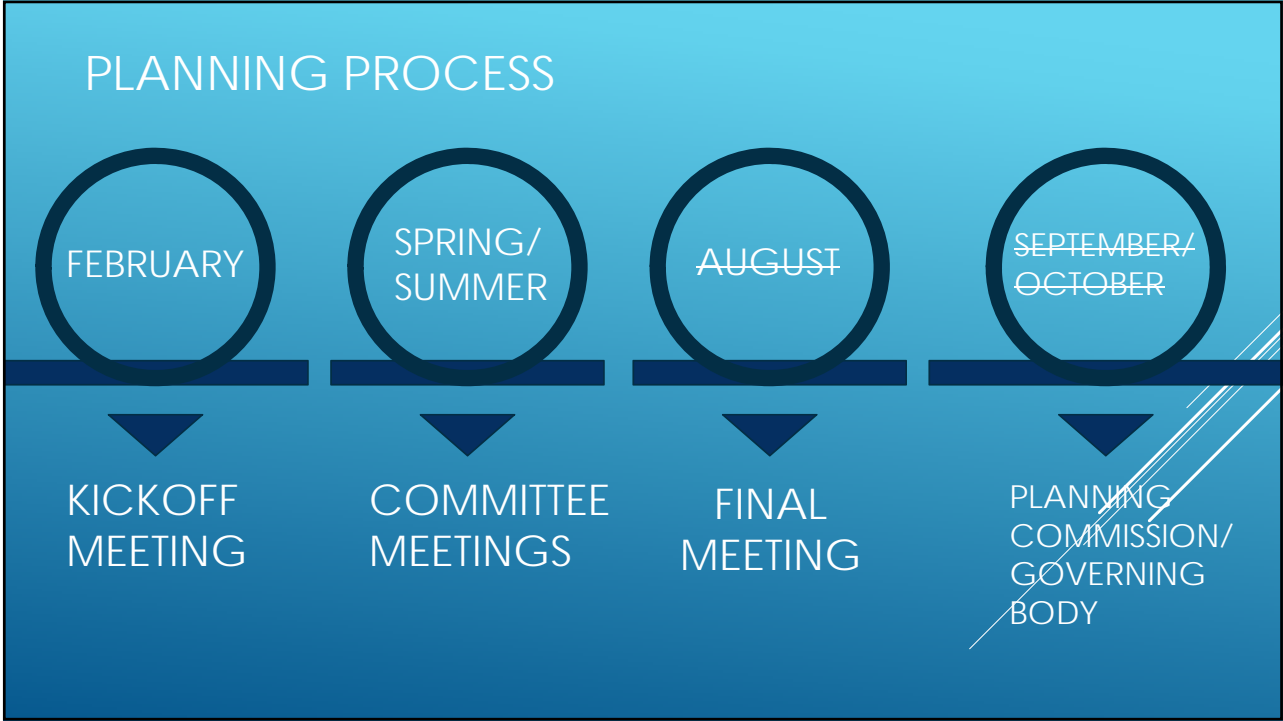 PLANNING PROCESS
FEBRUARY
SPRING/
SUMMER
AUGUST
SEPTEMBER/
OCTOBER
KICKOFF
MEETING
COMMITTEE
MEETINGS
FINAL
MEETING
PLANNING
COMMISSION/
GOVERNING
BODY